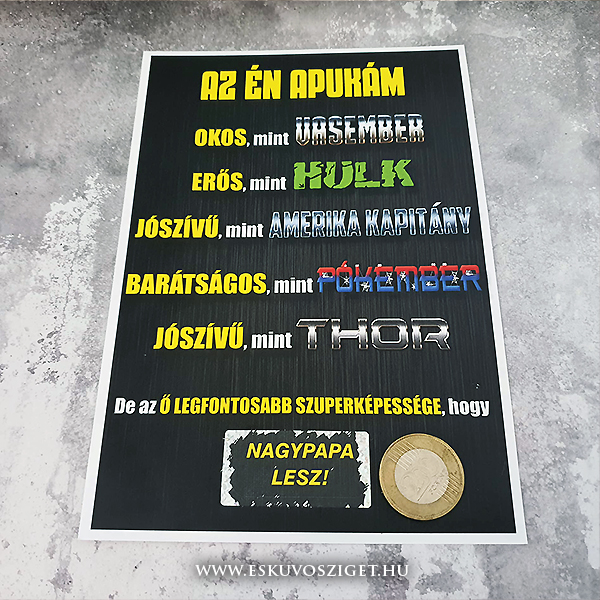 AZ ÉN APUKÁM
OKOS, mint VASEMBER
ERŐS, mint HULK
JÓSZÍVŰ, mint AMERIKA KAPITÁNY
BARÁTSÁGOS, mint PÓKEMBER
JÓSZÍVŰ, mint THOR
De az Ő LEGFONTOSABB SZUPERKÉPESSÉGE, hogy
NAGYPAPA
LESZ!
WWW.ESKUVOSZIGET.HU